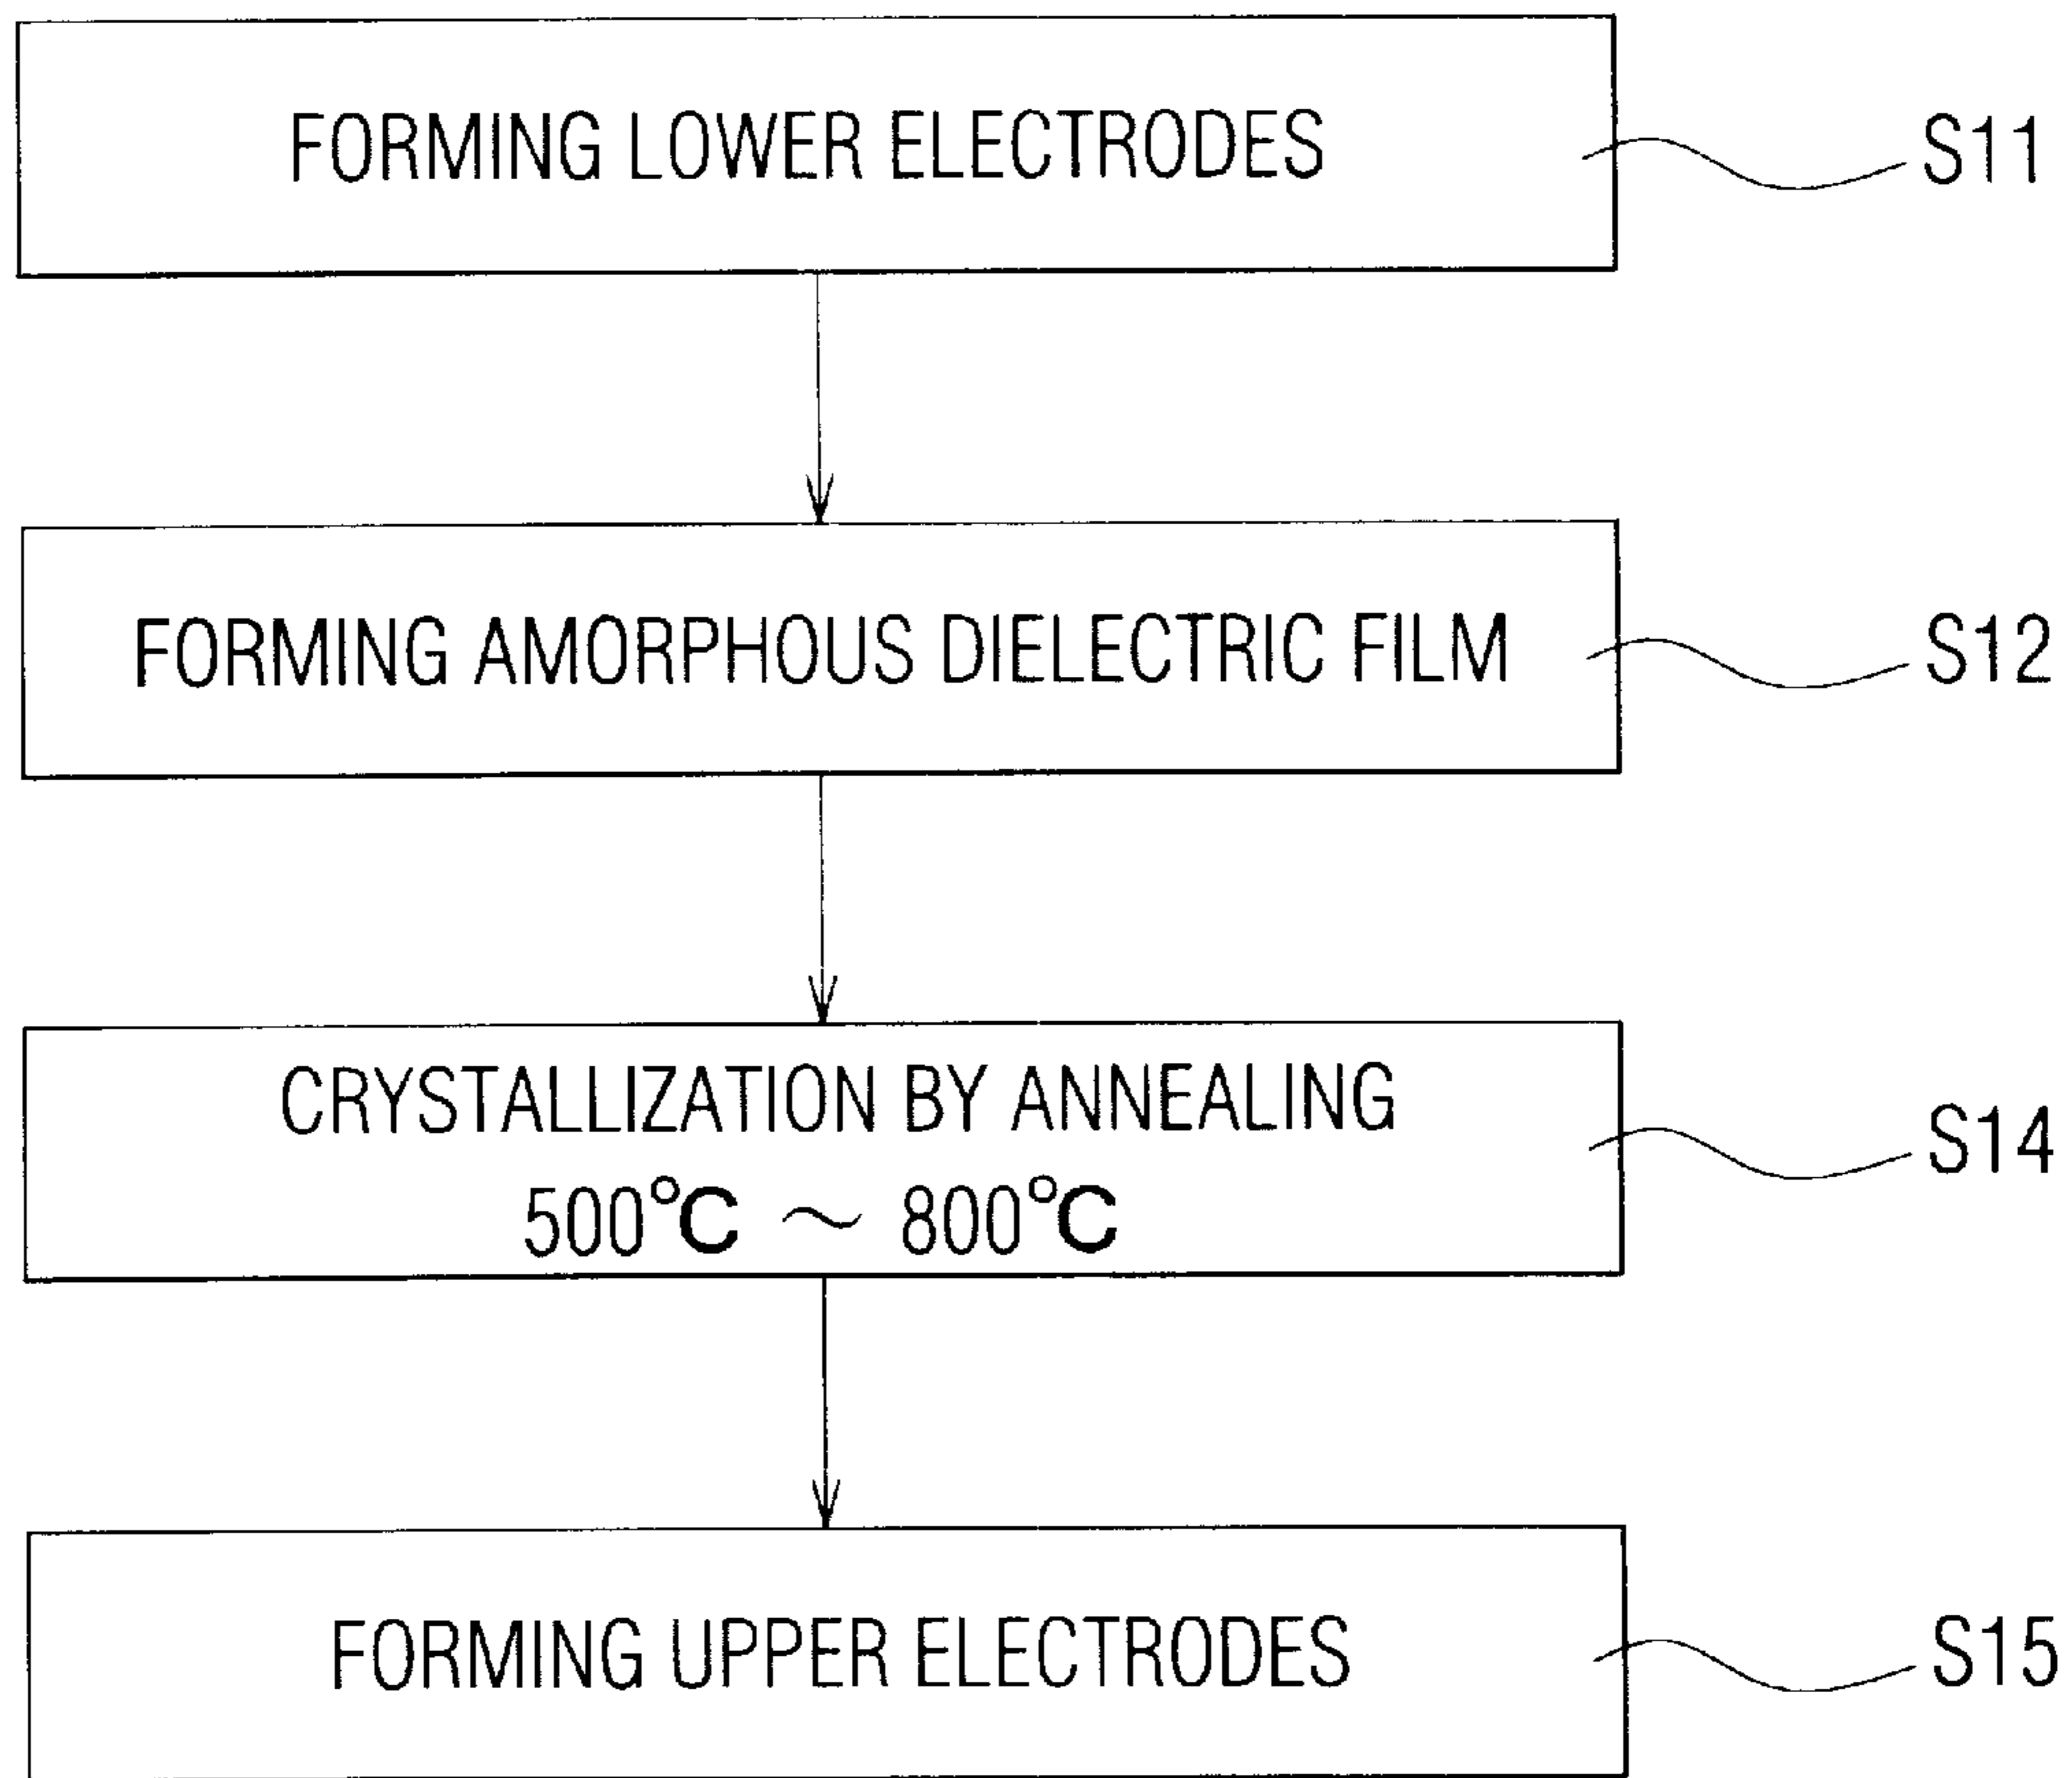 FORMING LOWER ELECTRODES
S11
FORMING AMORPHOUS DIELECTRIC FILM
S12
CRYSTALLIZATION BY ANNEALING
500℃ ~ 800℃
S14
FORMING UPPER ELECTRODES
S15